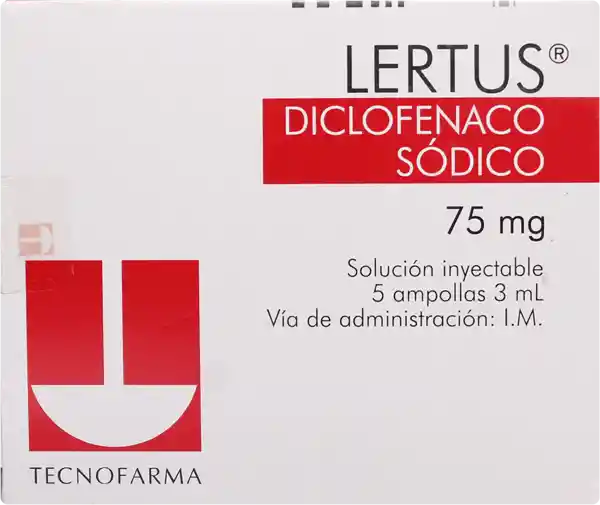 LERTUS®
DICLOFENACO
SÓDICO
75 mg
Solución inyectable
5 ampollas 3 mL
Vía de administración: I.M.
TECNOFARMA